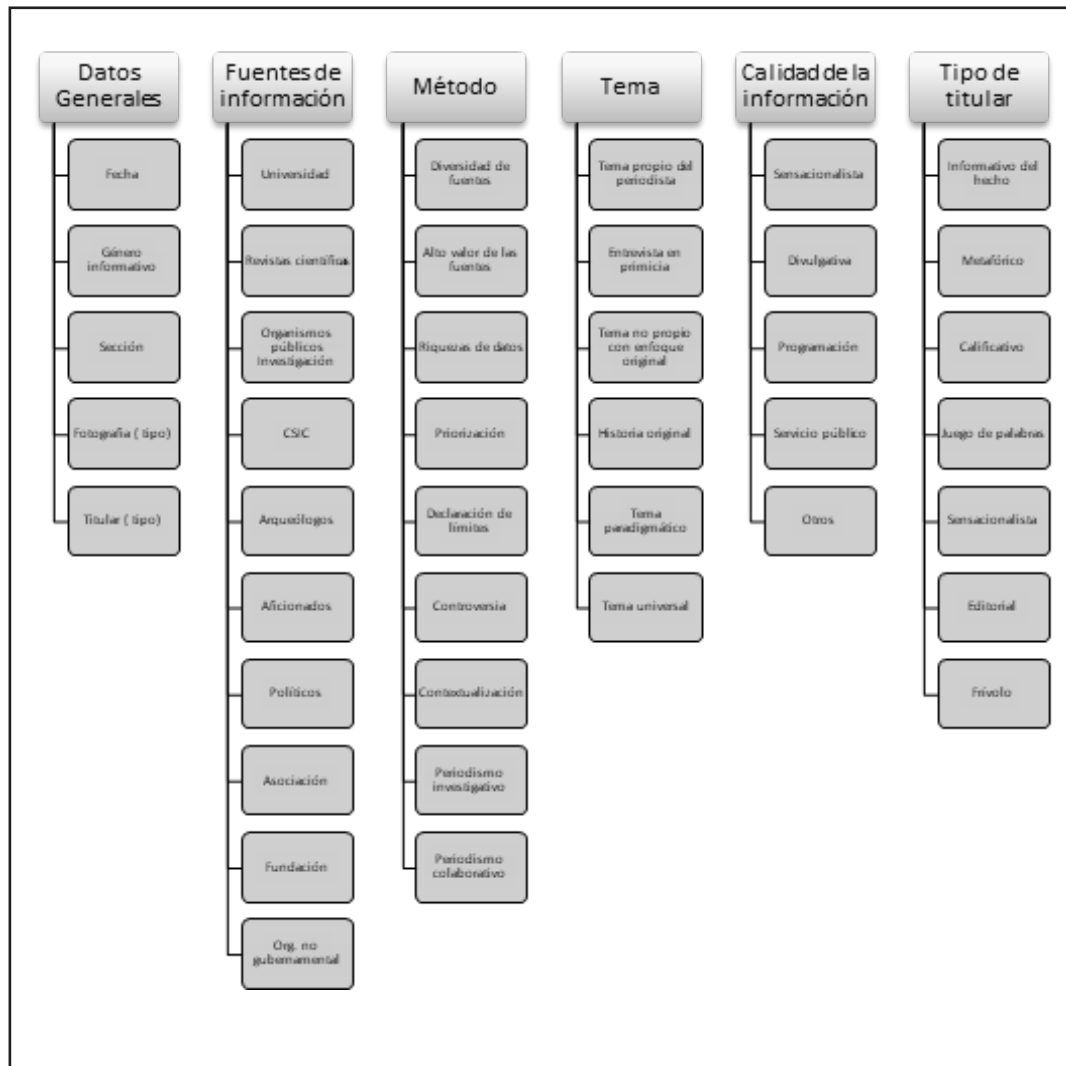 Datos
Generales
Fecha
Género
informativo
Sección
Fotografía ( tipo)
Titular ( tipo)
Fuentes de
información
Universidad
Revistas científicas
Organismos
públicos
Investigación
CSIC
Arqueólogos
Aficionados
Políticos
Asociación
Fundación
Org. no
gubernamental
Método
Diversidad de
fuentes
Alto valor de las
fuentes
Riquezas de datos
Priorización
Declaración de
límites
Controversia
Contextualización
Periodismo
investigativo
Periodismo
colaborativo
Tema
Tema propio del
periodista
Entrevista en
primicia
Tema no propio
con enfoque
original
Historia original
Tema
paradigmático
Tema universal
Calidad de la
información
Sensacionalista
Divulgativa
Programación
Servicio público
Otros
Tipo de
titular
Informativo del
hecho
Metafórico
Calificativo
Juego de palabras
Sensacionalista
Editorial
Frívolo